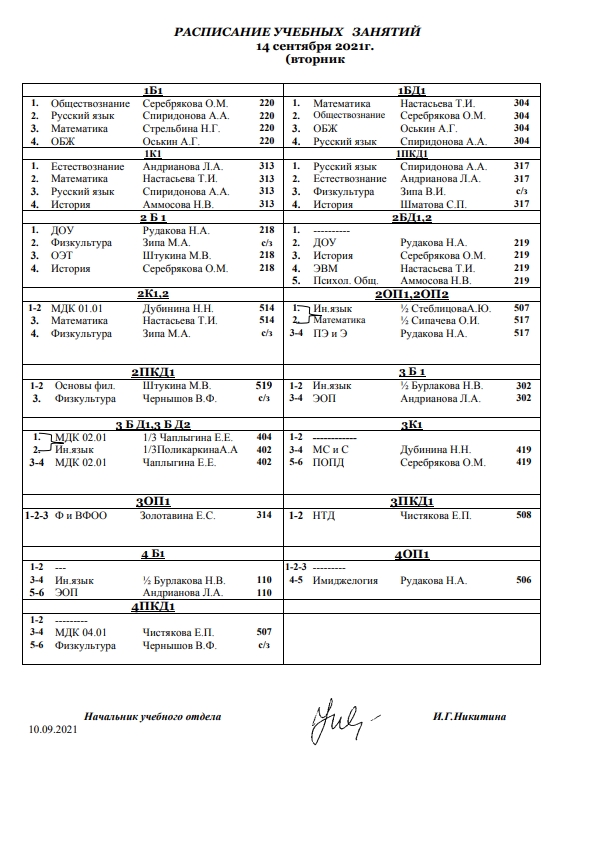 РАСПИСАНИЕ УЧЕБНЫХ ЗАНЯТИЙ
14 сентября 2021г.
(вторник
1Б1
1. Обществознание Серебрякова О.М. 220
2. Русский язык Спиридонова А.А. 220
3. Математика Стрельбина Н.Г. 220
4. ОБЖ Оськин А.Г. 220
1БД1
1. Математика Настасьева Т.И. 304
2. Обществознание Серебрякова О.М. 304
3. ОБЖ Оськин А.Г. 304
4. Русский язык Спиридонова А.А. 304
1К1
1. Естествознание Андрианова Л.А. 313
2. Математика Настасьева Т.И. 313
3. Русский язык Спиридонова А.А. 313
4. История Аммосова Н.В. 313
1ПКД1
1. Русский язык Спиридонова А.А. 317
2. Естествознание Андрианова Л.А. 317
3. Физкультура Зипа В.И. с/з
4. История Шматова С.П. 317
2 Б 1
1. ДОУ Рудакова Н.А. 218
2. Физкультура Зипа М.А. с/з
3. ОЭТ Штукина М.В. 218
4. История Серебрякова О.М. 218
2БД1,2
1. ----------
2. ДОУ Рудакова Н.А. 219
3. История Серебрякова О.М. 219
4. ЭВМ Настасьева Т.И. 219
5. Психол. Общ. Аммосова Н.В. 219
2К1,2
1-2 МДК 01.01 Дубинина Н.Н. 514
3. Математика Настасьева Т.И. 514
4. Физкультура Зипа М.А. с/з
2ОП1,2ОП2
1. Ин.язык ½ СтеблицоваА.Ю. 507
2. Математика ½ Сипачева О.И. 517
3-4 ПЭ и Э Рудакова Н.А. 517
2ПКД1
1-2 Основы фил. Штукина М.В. 519
3. Физкультура Чернышов В.Ф. с/з
3 Б 1
1-2 Ин.язык ½ Бурлакова Н.В. 302
3-4 ЭОП Андрианова Л.А. 302
3 Б Д1,3 Б Д2
1. МДК 02.01 1/3 Чаплыгина Е.Е. 404
2. Ин.язык 1/3ПоликаркинаА.А 402
3-4 МДК 02.01 Чаплыгина Е.Е. 402
3К1
1-2 ------------
3-4 МС и С Дубинина Н.Н. 419
5-6 ПОПД Серебрякова О.М. 419
3ОП1
1-2-3 Ф и ВФОО Золотавина Е.С. 314
3ПКД1
1-2 НТД Чистякова Е.П. 508
4 Б1
1-2 ---
3-4 Ин.язык ½ Бурлакова Н.В. 110
5-6 ЭОП Андрианова Л.А. 110
4ОП1
1-2-3 ---------
4-5 Имиджелогия Рудакова Н.А. 506
4ПКД1
1-2 ---------
3-4 МДК 04.01 Чистякова Е.П. 507
5-6 Физкультура Чернышов В.Ф. с/з
Начальник учебного отдела И.Г.Никитина
10.09.2021